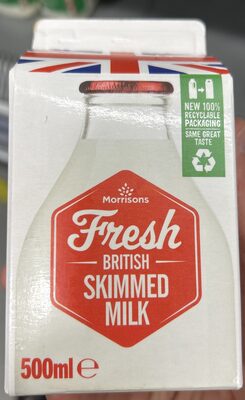 NEW 100%
RECYCLABLE
PACKAGING
SAME GREAT
TASTE
Morrisons
Fresh
BRITISH
SKIMMED
MILK
500ml e